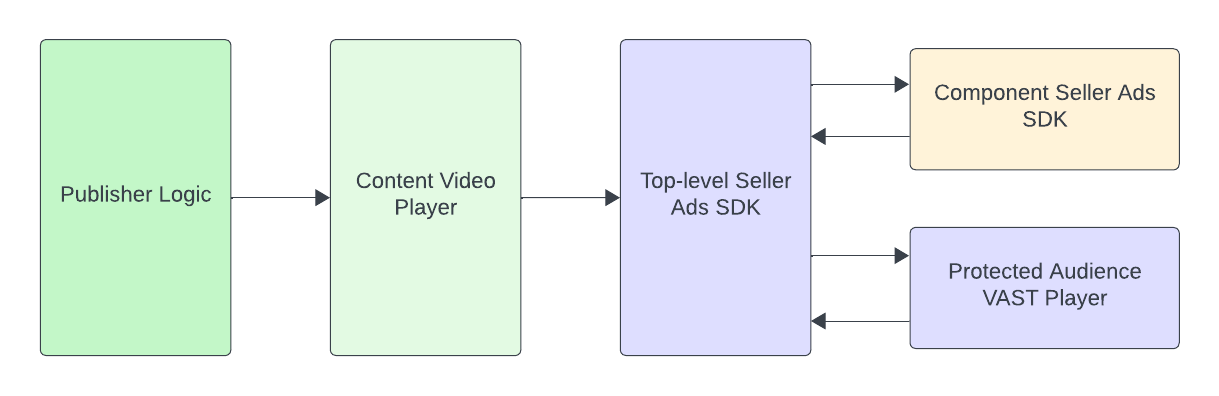 Publisher Logic
Content Video
Player
Top-level Seller
Ads SDK
Component Seller Ads
SDK
Protected Audience
VAST Player